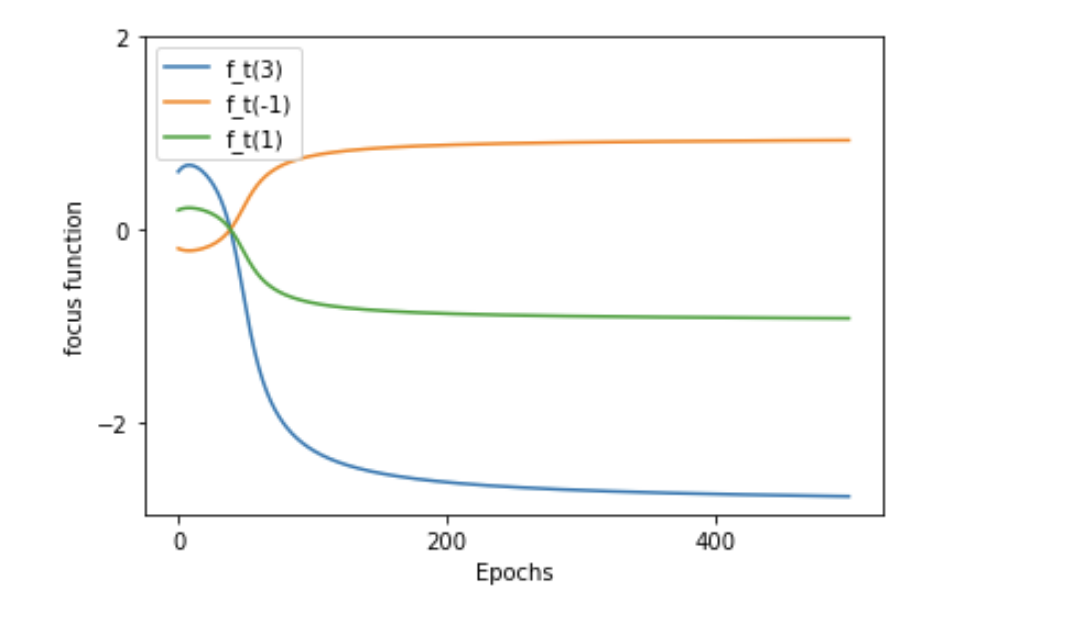 2
f_t(3)
f_t(-1)
f_t(1)
0
−2
focus function
0 200 400
Epochs